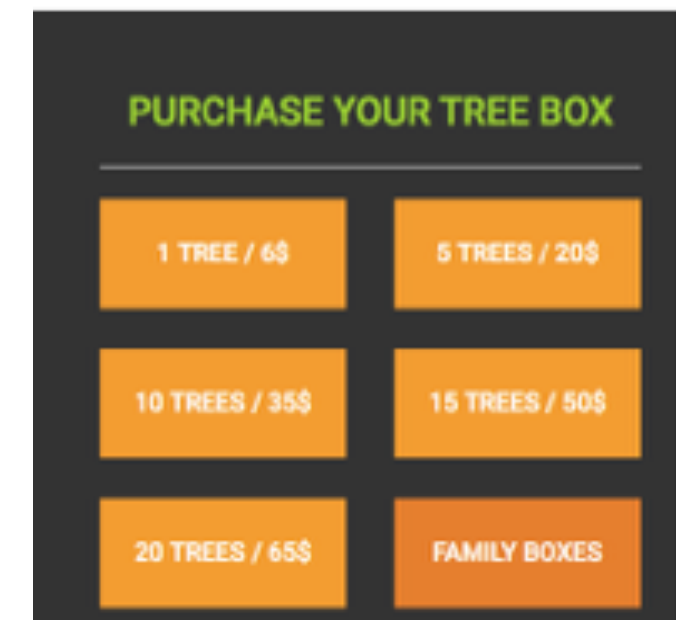 PURCHASE YOUR TREE BOX
1 TREE / 6$
5 TREES / 20$
10 TREES / 35$
15 TREES / 50$
20 TREES / 65$
FAMILY BOXES